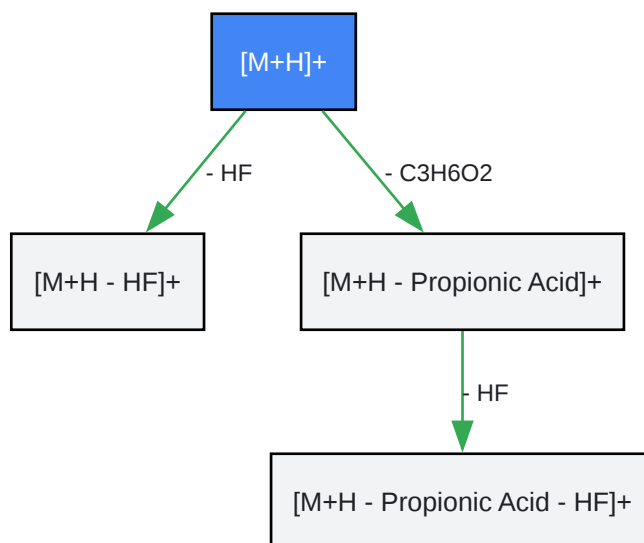 [M+H]+
- HF
- C3H6O2
[M+H - HF]+
[M+H - Propionic Acid]+
- HF
[M+H - Propionic Acid - HF]+